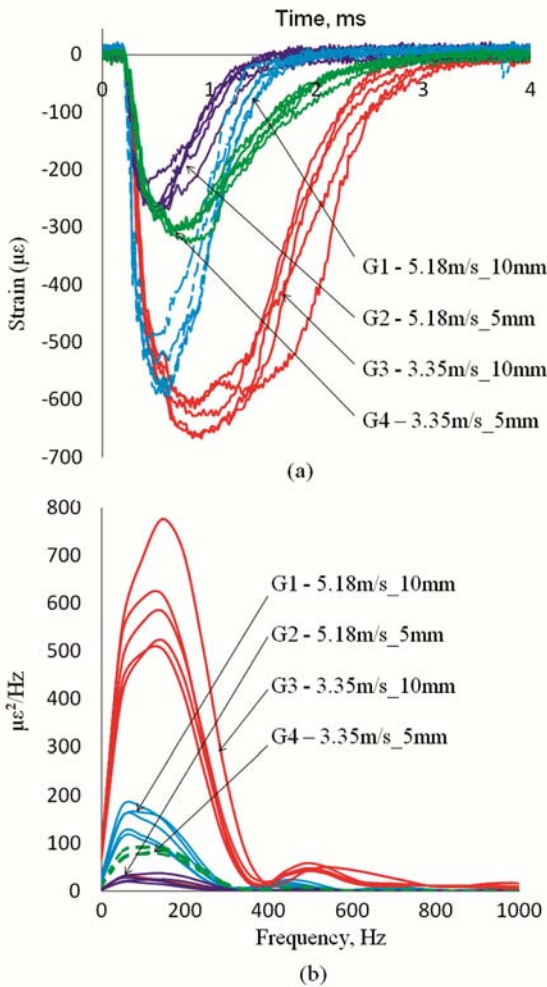 Time, ms
0
0 1 2 3 4
-100
-200
-300
-400
-500
-600
-700
Strain (με)
G1 - 5.18m/s_10mm
G2 - 5.18m/s_5mm
G3 - 3.35m/s_10mm
G4 – 3.35m/s_5mm
(a)
800
700
600
500
400
300
200
100
0
με²/Hz
G1 - 5.18m/s_10mm
G2 - 5.18m/s_5mm
G3 - 3.35m/s_10mm
G4 – 3.35m/s_5mm
0 200 400 600 800 1000
Frequency, Hz
(b)